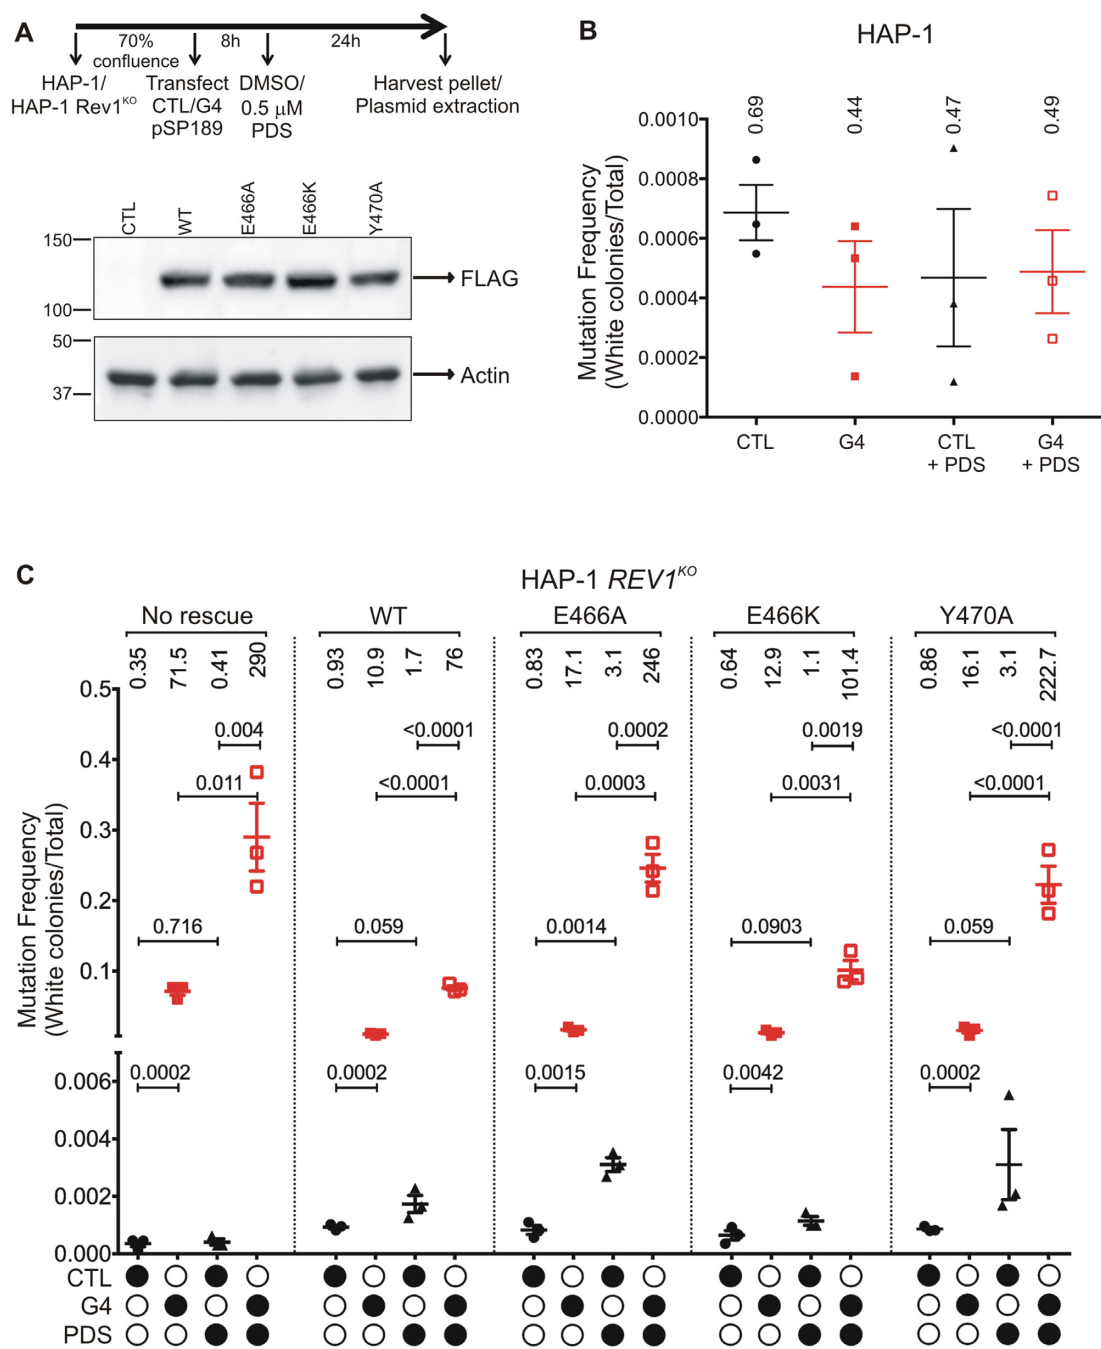 A
70%
confluence
8h
24h
HAP-1/
HAP-1 Rev1KO
Transfect
CTL/G4
pSP189
DMSO/
0.5 µM
PDS
Harvest pellet/
Plasmid extraction
CTL
WT
E466A
E466K
Y470A
150
100
FLAG
50
37
Actin
B
HAP-1
0.69
0.44
0.47
0.49
Mutation Frequency
(White colonies/Total)
0.0010
0.0008
0.0006
0.0004
0.0002
0.0000
CTL
G4
CTL
+ PDS
G4
+ PDS
C
HAP-1 REV1KO
No rescue
WT
E466A
E466K
Y470A
0.35
71.5
0.41
290
0.93
10.9
1.7
76
0.83
17.1
3.1
246
0.64
12.9
1.1
101.4
0.86
16.1
3.1
222.7
Mutation Frequency
(White colonies/Total)
0.5
0.4
0.3
0.2
0.1
0.006
0.004
0.002
0.000
0.004
<0.0001
0.0002
0.0019
<0.0001
0.011
<0.0001
0.0003
0.0031
<0.0001
0.716
0.059
0.0014
0.0903
0.059
0.0002
0.0002
0.0015
0.0042
0.0002
CTL
G4
PDS